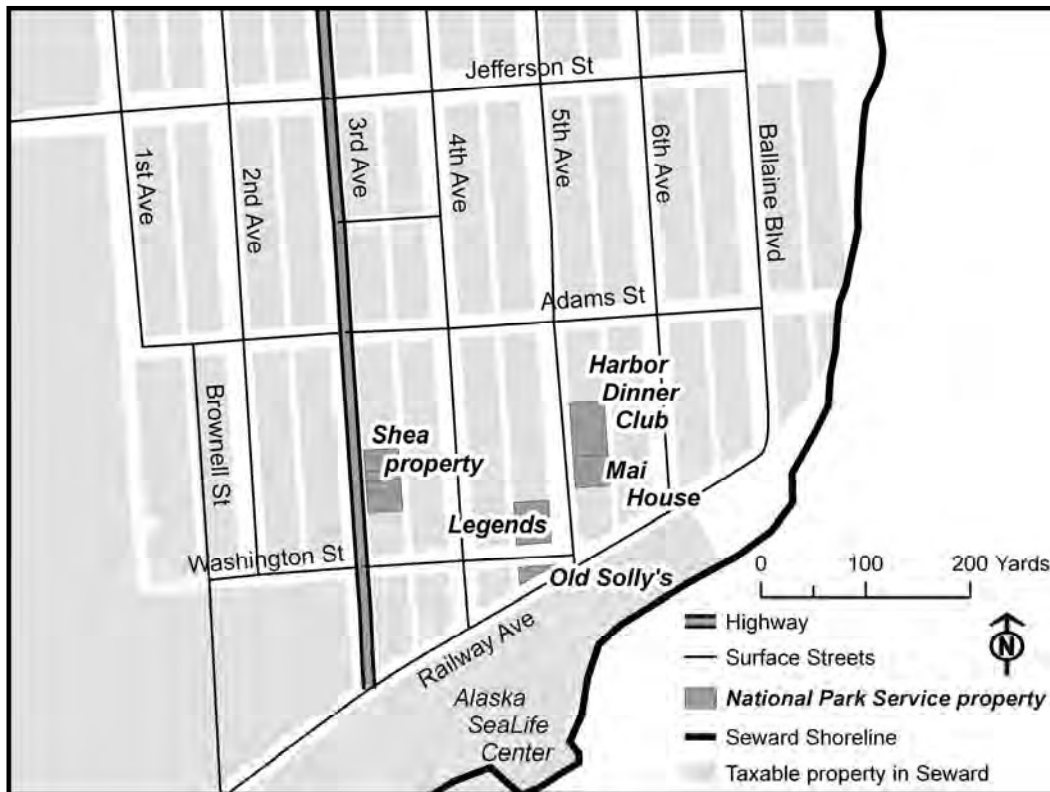 Jefferson St
1st Ave
2nd Ave
3rd Ave
4th Ave
5th Ave
6th Ave
Ballaine Blvd
Adams St
Brownell St
Harbor
Dinner
Club
Shea
property
Mai
House
Legends
Washington St
Old Solly's
Railway Ave
Alaska
SeaLife
Center
0 100 200 Yards
Highway
N
Surface Streets
National Park Service property
Seward Shoreline
Taxable property in Seward